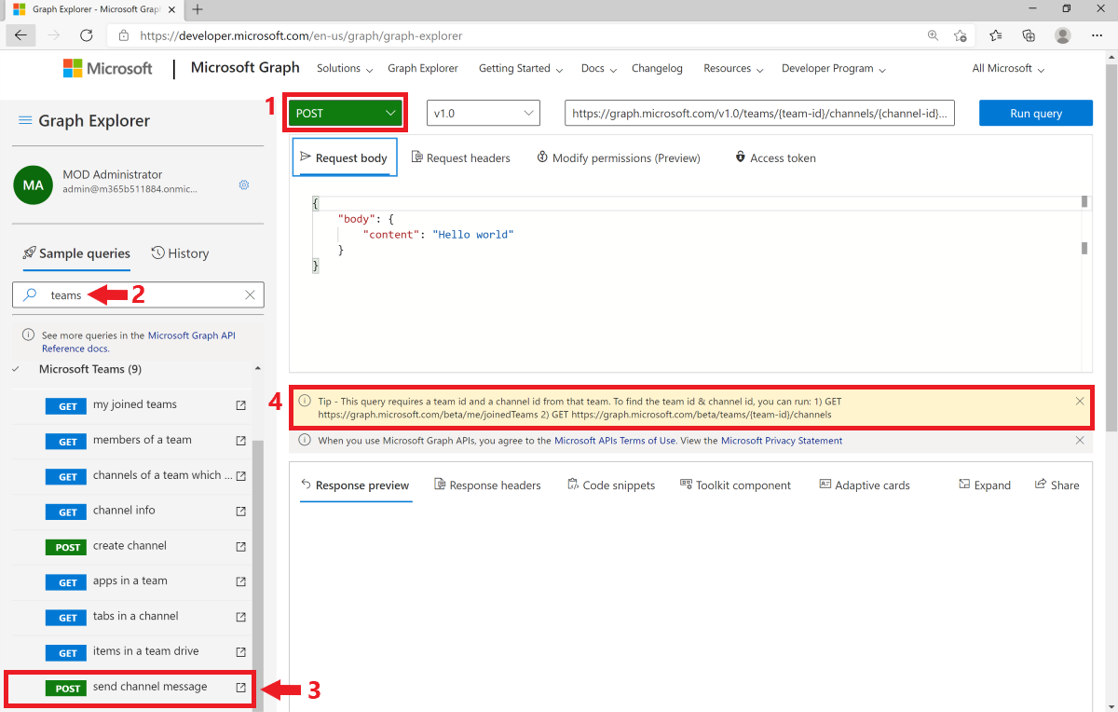 Graph Explorer - Microsoft Grap
https://developer.microsoft.com/en-us/graph/graph-explorer
Microsoft | Microsoft Graph Solutions Graph Explorer Getting Started Docs Changelog Resources Developer Program All Microsoft
1 POST v1.0 https://graph.microsoft.com/v1.0/teams/{team-id}/channels/{channel-id}... Run query
Graph Explorer
Request body Request headers Modify permissions (Preview) Access token
MA
MOD Administrator
admin@m365b511884.onmic...
{
"body": {
"content": "Hello world"
}
}
Sample queries History
teams 2
See more queries in the Microsoft Graph API
Reference docs.
Microsoft Teams (9)
GET my joined teams
GET members of a team
GET channels of a team which ...
GET channel info
POST create channel
GET apps in a team
GET tabs in a channel
GET items in a team drive
POST send channel message 3
4 Tip - This query requires a team id and a channel id from that team. To find the team id & channel id, you can run: 1) GET
https://graph.microsoft.com/beta/me/joinedTeams 2) GET https://graph.microsoft.com/beta/teams/{team-id}/channels
When you use Microsoft Graph APIs, you agree to the Microsoft APIs Terms of Use. View the Microsoft Privacy Statement
Response preview Response headers Code snippets Toolkit component Adaptive cards Expand Share